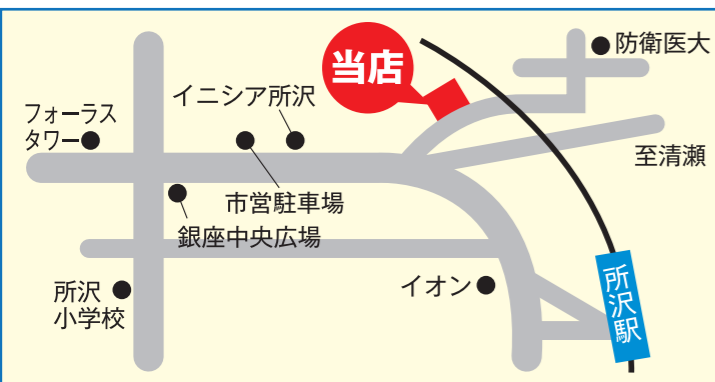 防衛医大
当店
イニシア所沢
フォーラス
タワー
至清瀬
市営駐車場
銀座中央広場
イオン
所沢駅
所沢
小学校